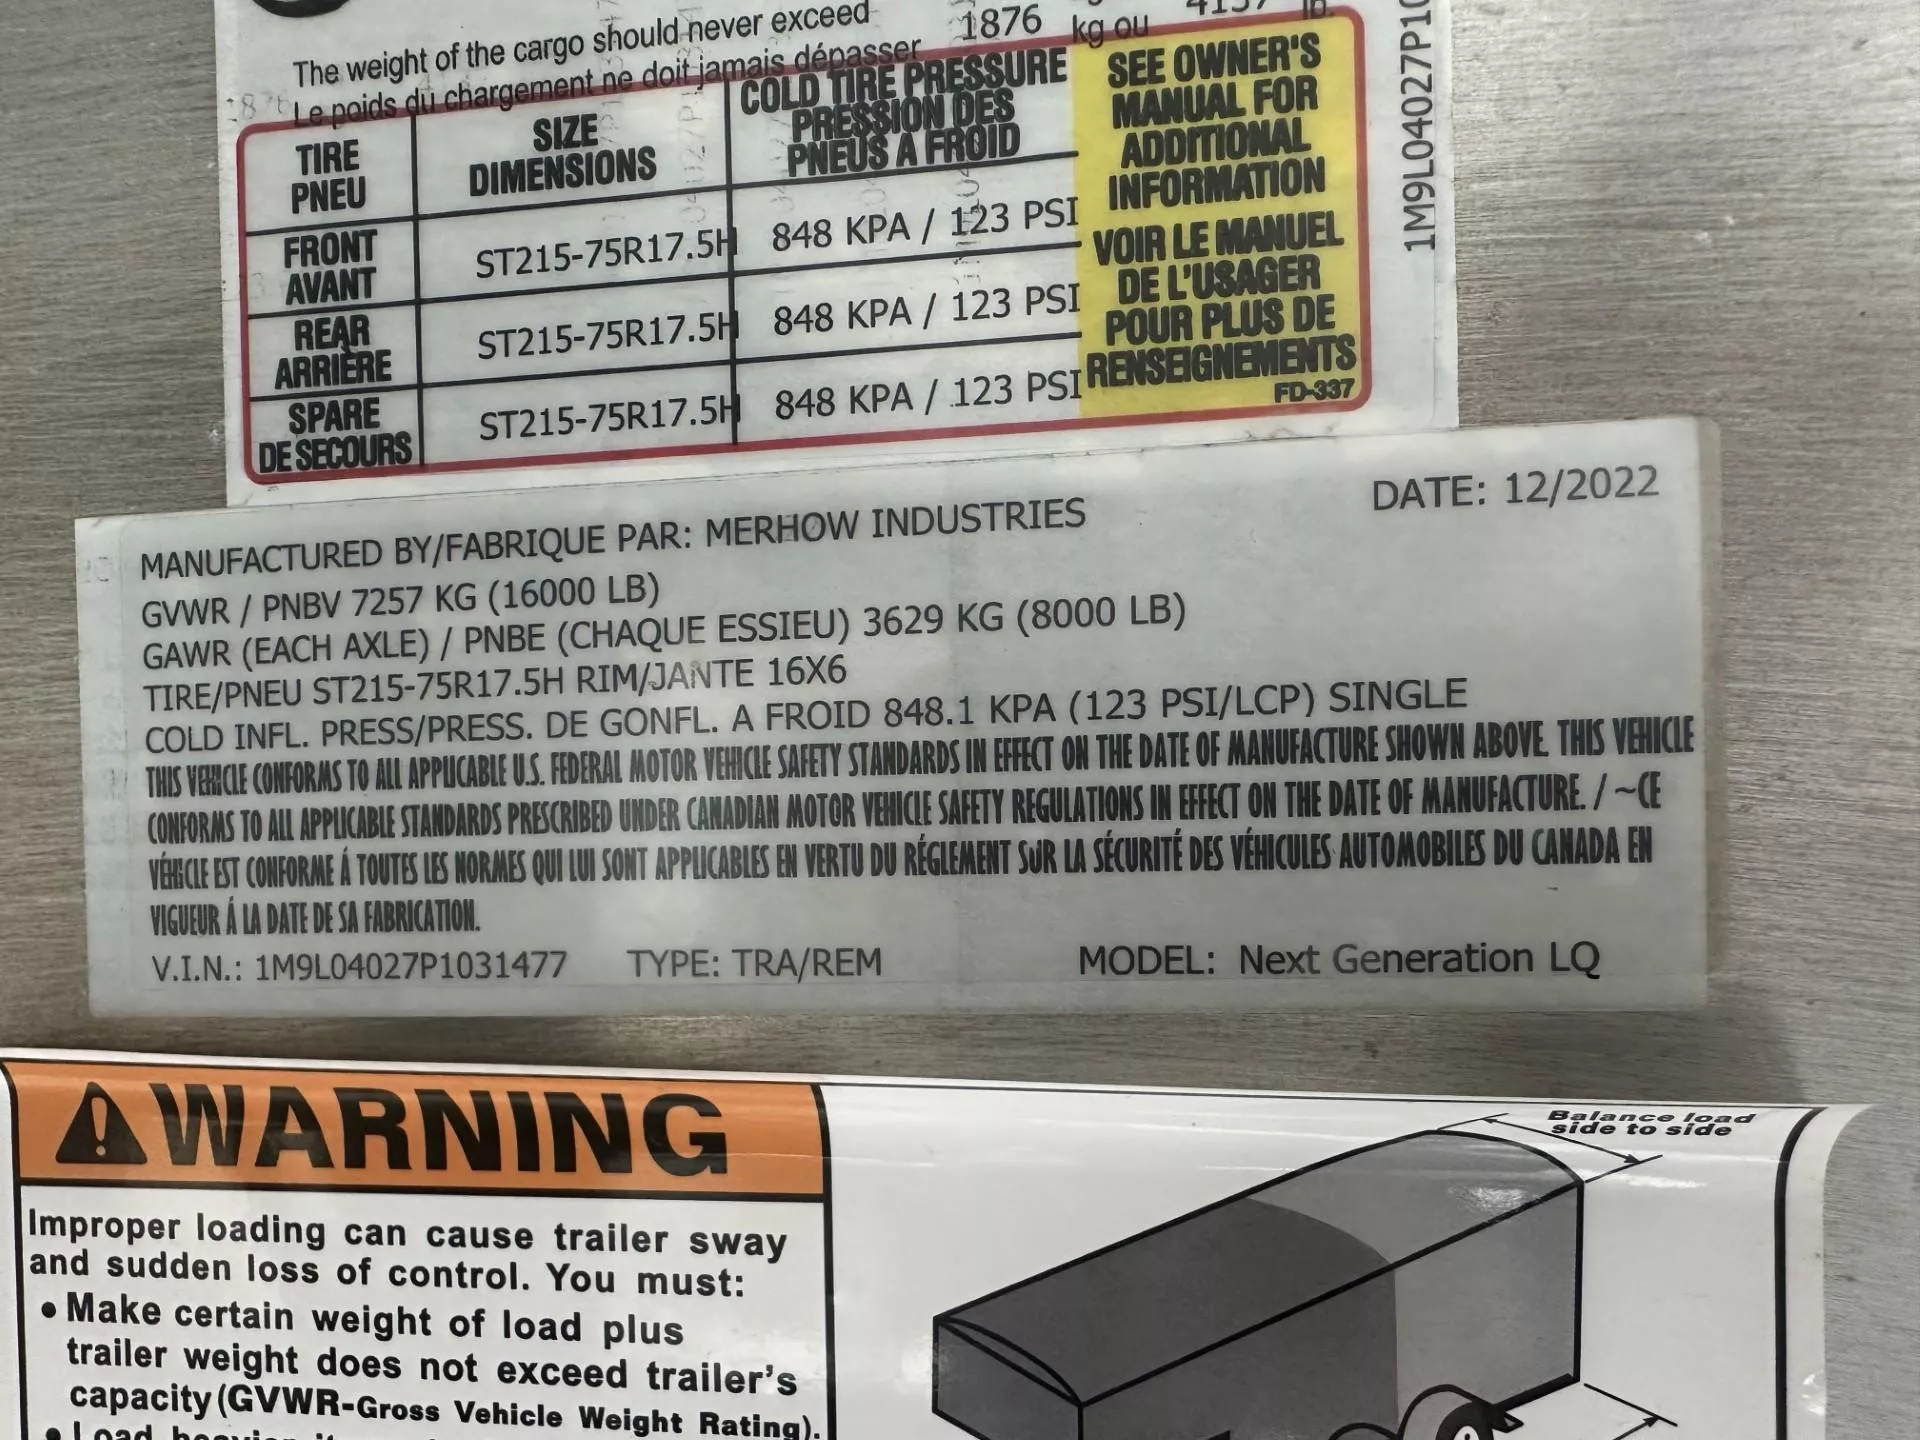 The weight of the cargo should never exceed
Le poids du chargement ne doit jamais dépasser
1876 kg ou
TIRE
PNEU
SIZE
DIMENSIONS
COLD TIRE PRESSURE
PRESSION DES
PNEUS A FROID
FRONT
AVANT
ST215-75R17.5H
848 KPA / 123 PSI
REAR
ARRIÈRE
ST215-75R17.5H
848 KPA / 123 PSI
SPARE
DE SECOURS
ST215-75R17.5H
848 KPA / 123 PSI
SEE OWNER'S
MANUAL FOR
ADDITIONAL
INFORMATION
VOIR LE MANUEL
DE L'USAGER
POUR PLUS DE
RENSEIGNEMENTS
FD-337
1M9L04027P10
MANUFACTURED BY/FABRIQUE PAR: MERHOW INDUSTRIES DATE: 12/2022
GVWR / PNBV 7257 KG (16000 LB)
GAWR (EACH AXLE) / PNBE (CHAQUE ESSIEU) 3629 KG (8000 LB)
TIRE/PNEU ST215-75R17.5H RIM/JANTE 16X6
COLD INFL. PRESS/PRESS. DE GONFL. A FROID 848.1 KPA (123 PSI/LCP) SINGLE
THIS VEHICLE CONFORMS TO ALL APPLICABLE U.S. FEDERAL MOTOR VEHICLE SAFETY STANDARDS IN EFFECT ON THE DATE OF MANUFACTURE SHOWN ABOVE. THIS VEHICLE
CONFORMS TO ALL APPLICABLE STANDARDS PRESCRIBED UNDER CANADIAN MOTOR VEHICLE SAFETY REGULATIONS IN EFFECT ON THE DATE OF MANUFACTURE. / ~CE
VÉHICLE EST CONFORME Á TOUTES LES NORMES QUI LUI SONT APPLICABLES EN VERTU DU RÉGLEMENT SUR LA SÉCURITÉ DES VÉHICULES AUTOMOBILES DU CANADA EN
VIGUEUR Á LA DATE DE SA FABRICATION.
V.I.N.: 1M9L04027P1031477 TYPE: TRA/REM MODEL: Next Generation LQ
WARNING
Improper loading can cause trailer sway
and sudden loss of control. You must:
• Make certain weight of load plus
trailer weight does not exceed trailer's
capacity (GVWR-Gross Vehicle Weight Rating).
• Load
Balance load
side to side